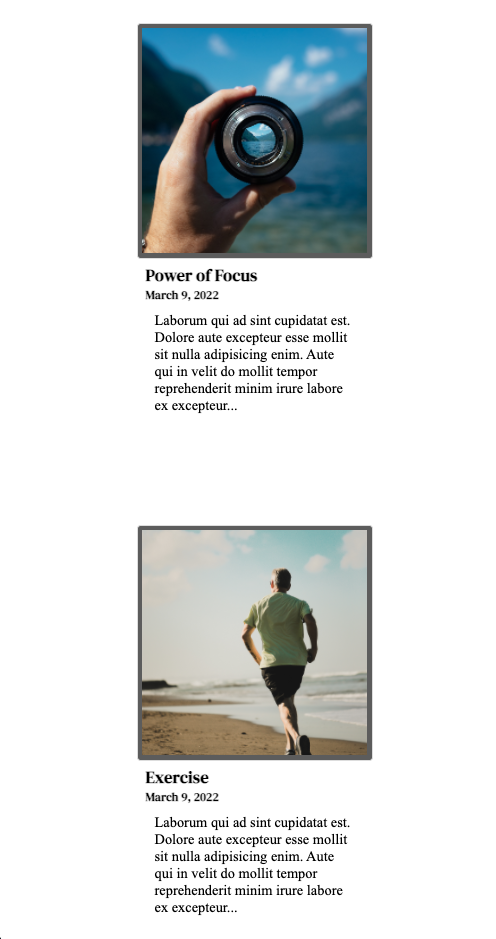 Power of Focus
March 9, 2022
Laborum qui ad sint cupidatat est.
Dolore aute excepteur esse mollit
sit nulla adipisicing enim. Aute
qui in velit do mollit tempor
reprehenderit minim irure labore
ex excepteur...
Exercise
March 9, 2022
Laborum qui ad sint cupidatat est.
Dolore aute excepteur esse mollit
sit nulla adipisicing enim. Aute
qui in velit do mollit tempor
reprehenderit minim irure labore
ex excepteur...